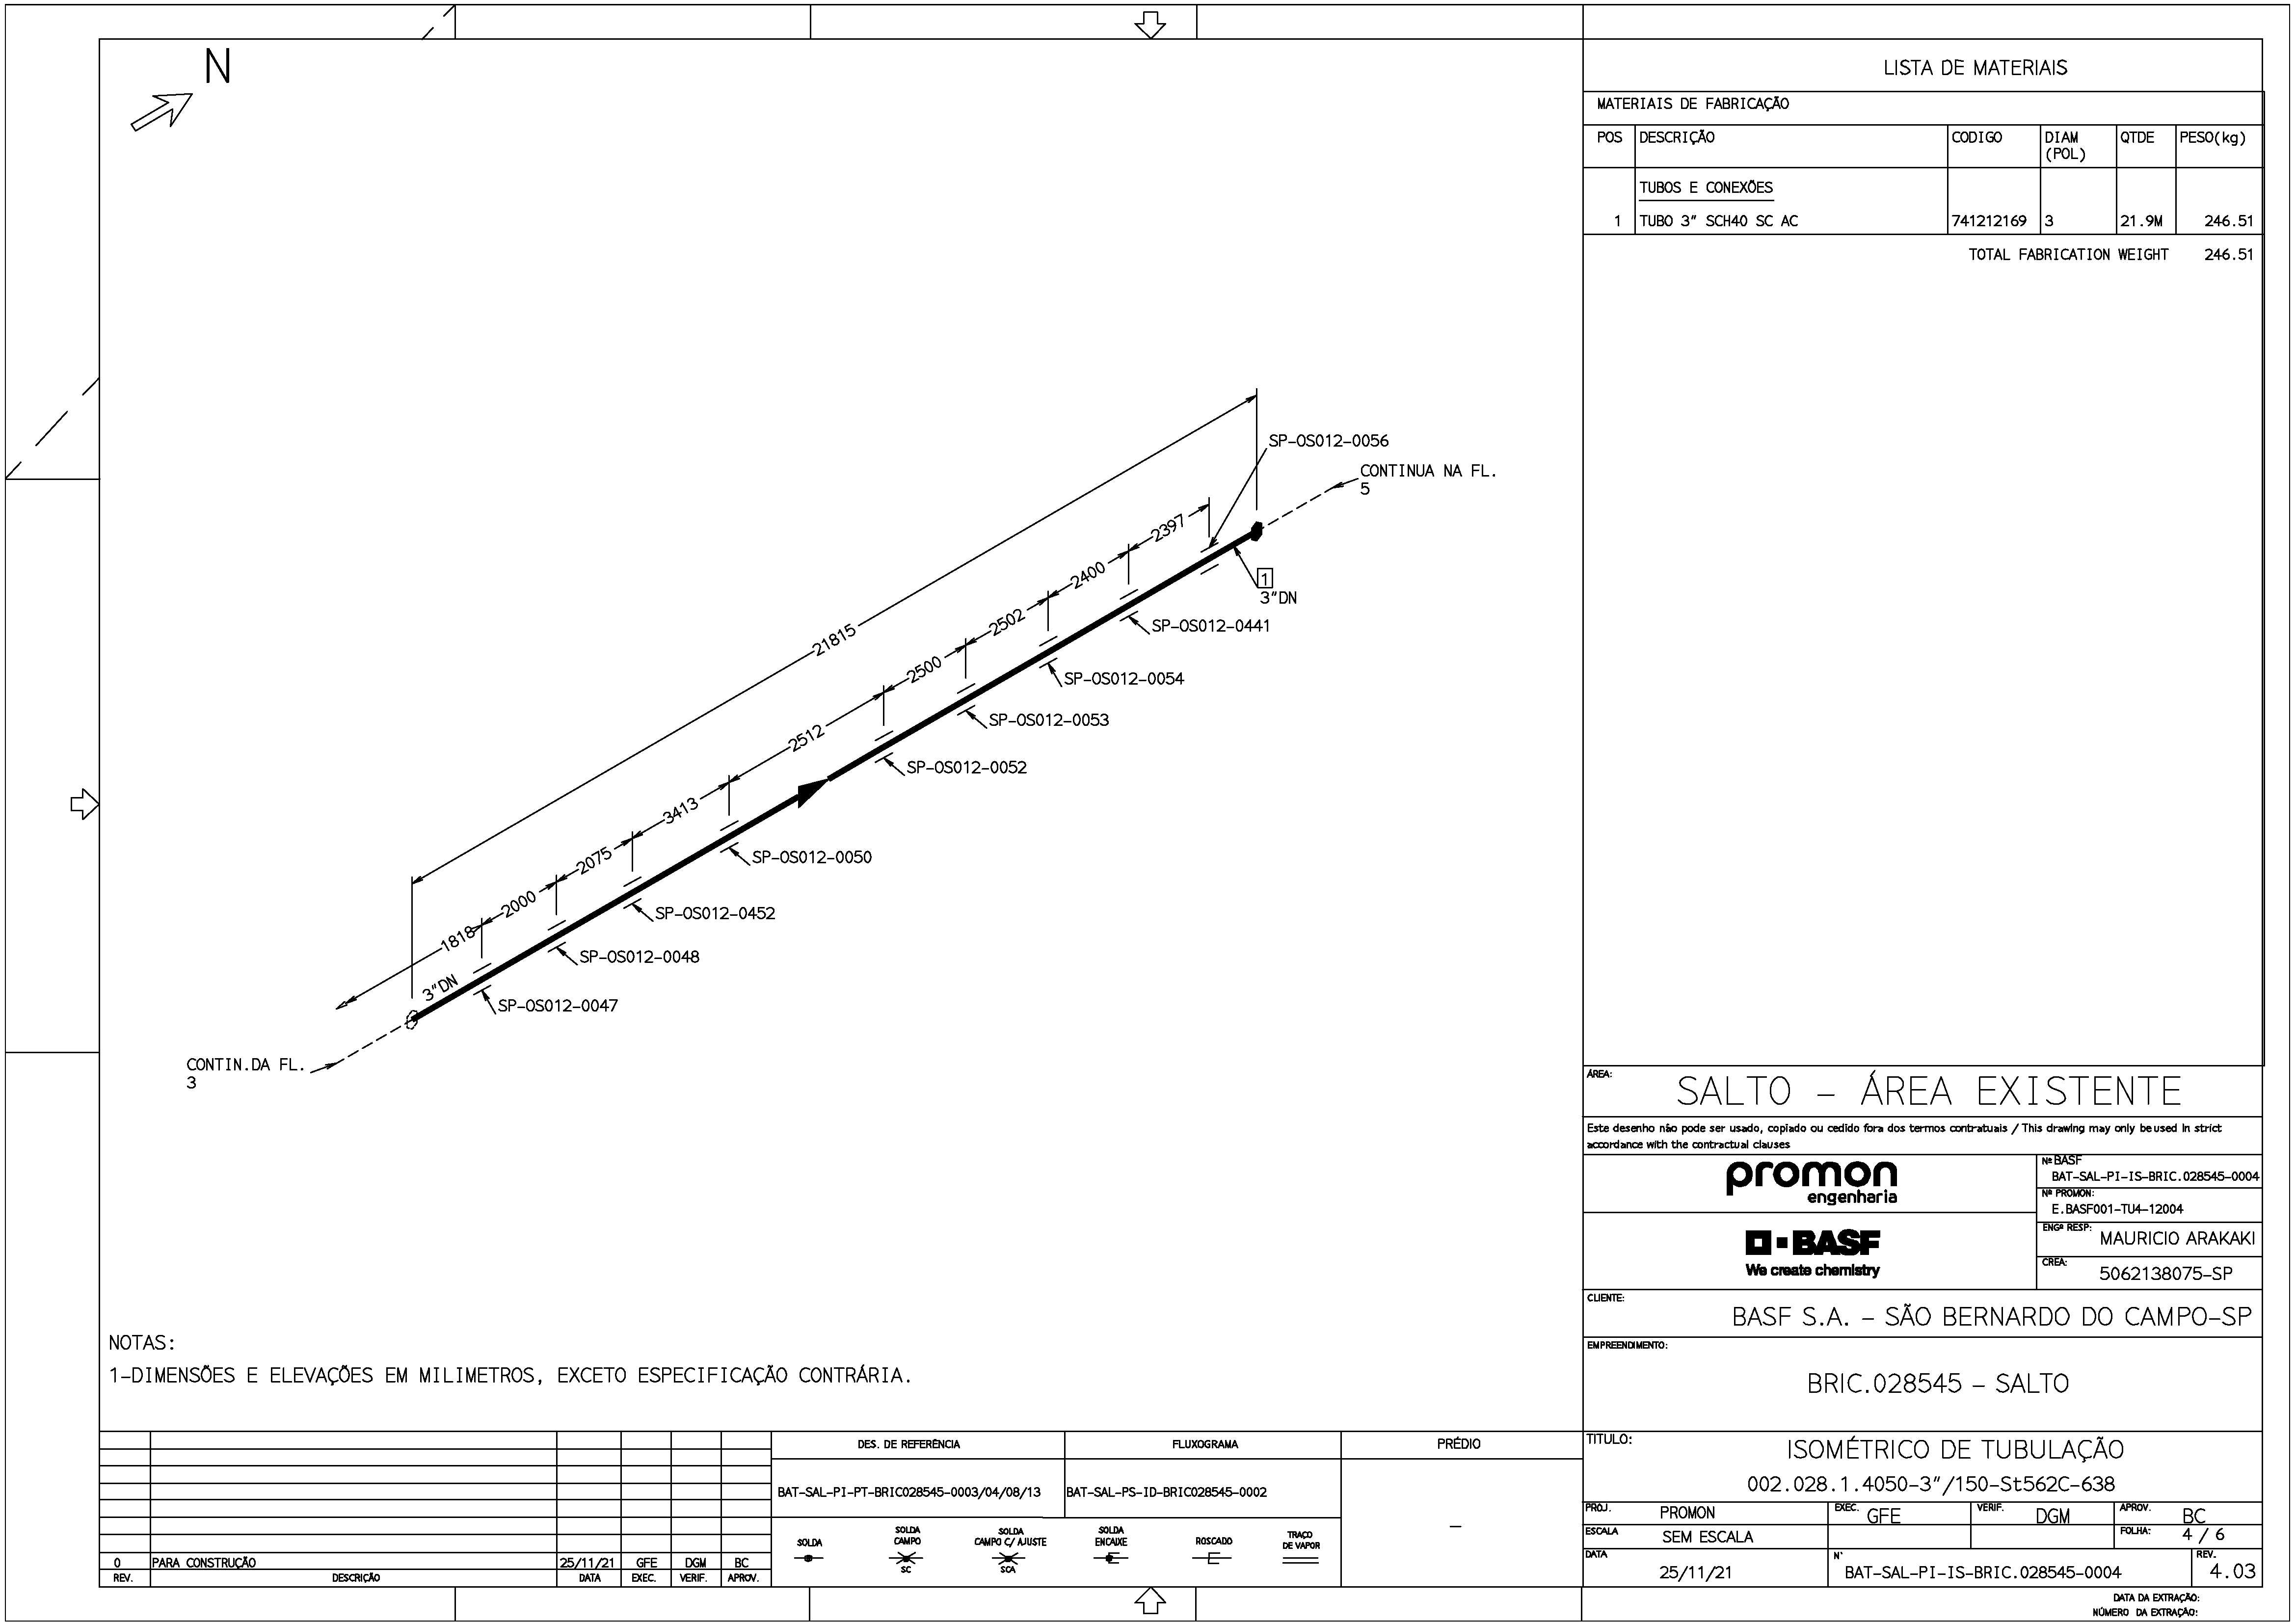 N
LISTA DE MATERIAIS
MATERIAIS DE FABRICAÇÃO
POS DESCRIÇÃO CODIGO DIAM (POL) QTDE PESO(kg)
TUBOS E CONEXÕES
1 TUBO 3" SCH40 SC AC 741212169 3 21.9M 246.51
TOTAL FABRICATION WEIGHT 246.51
SP-OS012-0056
CONTINUA NA FL.
5
2397
2400
1
3"DN
2502
SP-OS012-0441
21815
2500
SP-OS012-0054
2512
SP-OS012-0053
SP-OS012-0052
3413
SP-OS012-0050
2075
2000
SP-OS012-0452
1818
SP-OS012-0048
3"DN
SP-OS012-0047
CONTIN.DA FL.
3
NOTAS:
1-DIMENSÕES E ELEVAÇÕES EM MILIMETROS, EXCETO ESPECIFICAÇÃO CONTRÁRIA.
ÁREA:
SALTO - ÁREA EXISTENTE
Este desenho não pode ser usado, copiado ou cedido fora dos termos contratuais / This drawing may only be used in strict
accordance with the contractual clauses
promon
engenharia
Nº BASF
BAT-SAL-PI-IS-BRIC.028545-0004
Nº PROMON:
E.BASF001-TU4-12004
BASF
We create chemistry
ENGº RESP:
MAURICIO ARAKAKI
CREA:
5062138075-SP
CLIENTE:
BASF S.A. - SÃO BERNARDO DO CAMPO-SP
EMPREENDIMENTO:
BRIC.028545 - SALTO
TITULO:
ISOMÉTRICO DE TUBULAÇÃO
002.028.1.4050-3"/150-St562C-638
PROJ. PROMON EXEC. GFE VERIF. DGM APROV. BC
ESCALA SEM ESCALA FOLHA: 4 / 6
DATA 25/11/21 N° BAT-SAL-PI-IS-BRIC.028545-0004 REV. 4.03
DES. DE REFERÊNCIA FLUXOGRAMA PRÉDIO
BAT-SAL-PI-PT-BRIC028545-0003/04/08/13 BAT-SAL-PS-ID-BRIC028545-0002 -
SOLDA
SOLDA CAMPO
SC
SOLDA CAMPO C/ AJUSTE
SCA
SOLDA ENCAIXE
ROSCADO
TRAÇO DE VAPOR
0 PARA CONSTRUÇÃO 25/11/21 GFE DGM BC
REV. DESCRIÇÃO DATA EXEC. VERIF. APROV.
DATA DA EXTRAÇÃO:
NÚMERO DA EXTRAÇÃO: